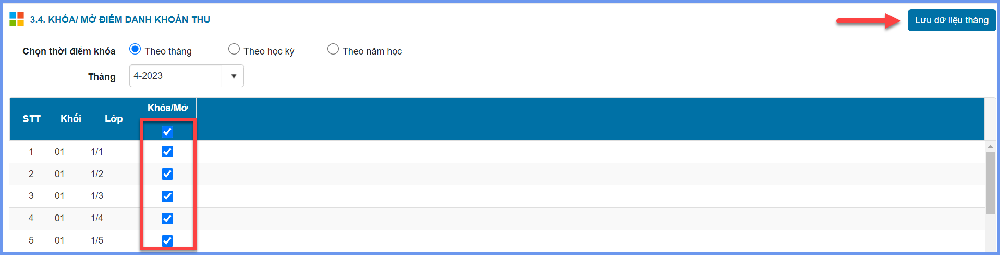 3.4. KHÓA/ MỞ ĐIỂM DANH KHOẢN THU
Lưu dữ liệu tháng
Chọn thời điểm khóa Theo tháng Theo học kỳ Theo năm học
Tháng 4-2023
STT Khối Lớp Khóa/Mở
1 01 1/1
2 01 1/2
3 01 1/3
4 01 1/4
5 01 1/5